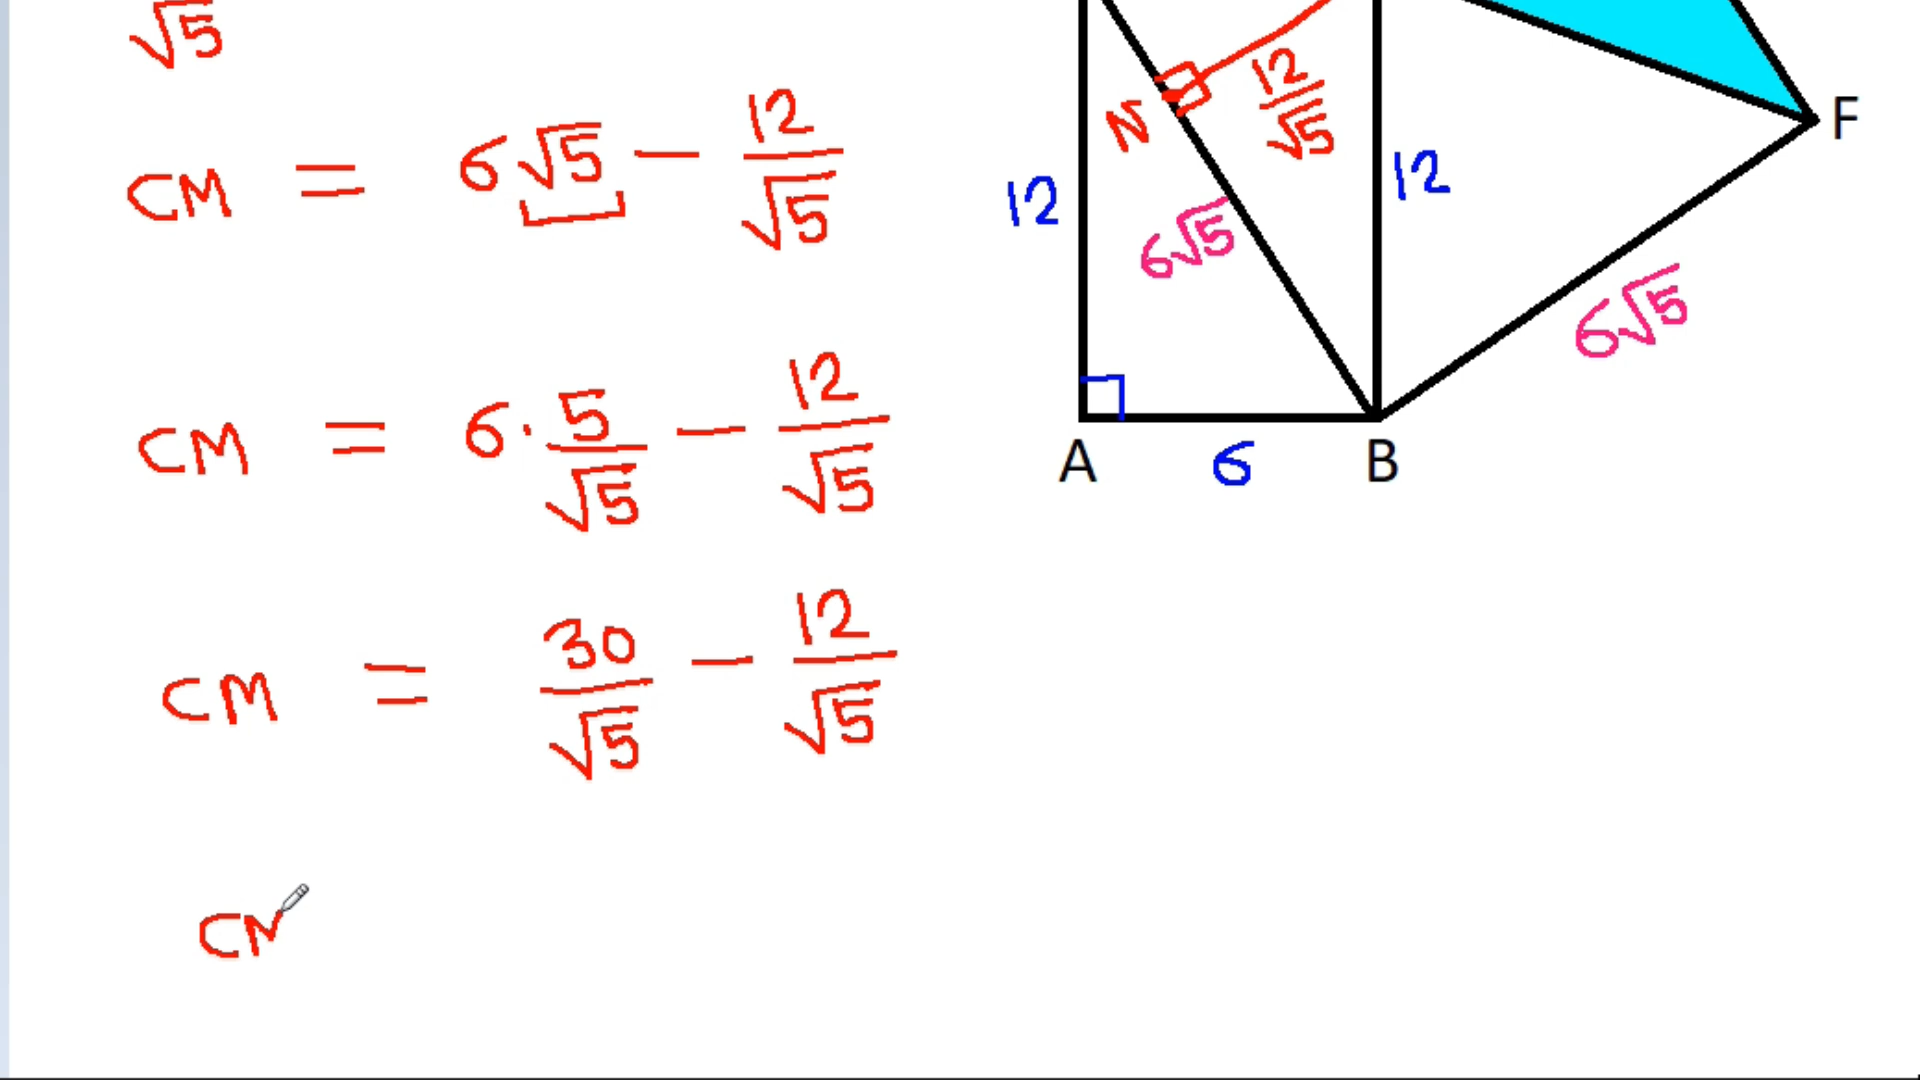 √5
CM = 6√5 - 12/√5
CM = 6·5/√5 - 12/√5
CM = 30/√5 - 12/√5
CM
N
12/√5
F
12
12
6√5
6√5
A
6
B